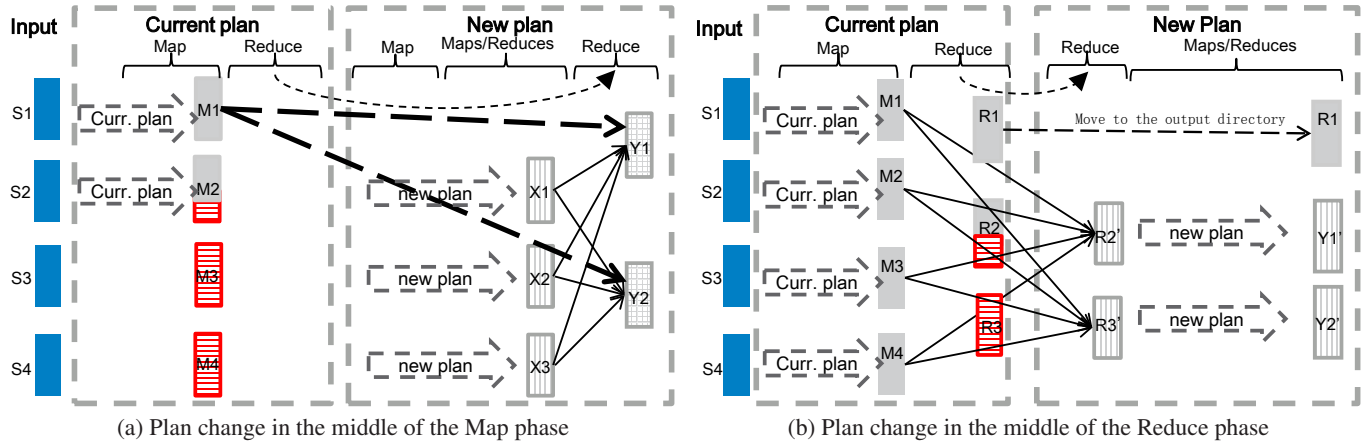 Input
Current plan
New plan
Map
Reduce
Map
Maps/Reduces
Reduce
S1
Curr. plan
M1
Y1
S2
Curr. plan
M2
new plan
X1
S3
M3
new plan
X2
Y2
S4
M4
new plan
X3
(a) Plan change in the middle of the Map phase
Input
Current plan
New Plan
Map
Reduce
Reduce
Maps/Reduces
S1
Curr. plan
M1
R1
Move to the output directory
R1
S2
Curr. plan
M2
R2
R2'
new plan
Y1'
S3
Curr. plan
M3
R3
R3'
new plan
Y2'
S4
Curr. plan
M4
(b) Plan change in the middle of the Reduce phase